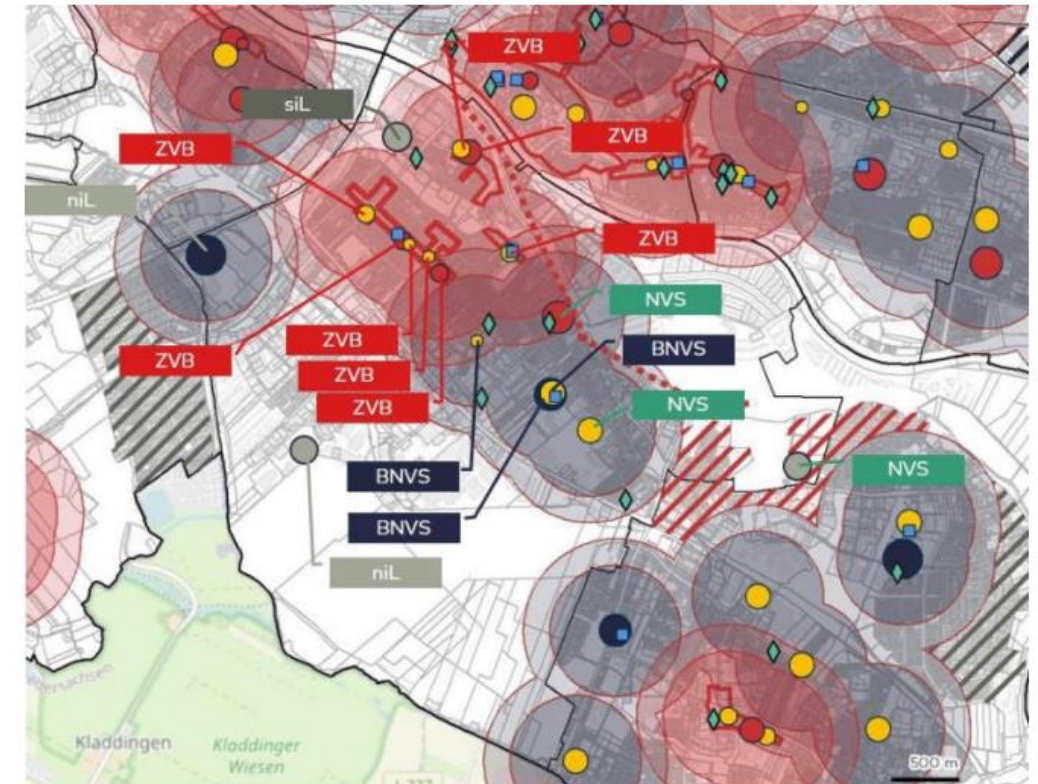 ZVB
siL
ZVB
ZVB
niL
ZVB
NVS
ZVB
BNVS
ZVB
ZVB
ZVB
NVS
NVS
BNVS
BNVS
niL
Kladdingen
Kladdinger
Wiesen
500 m